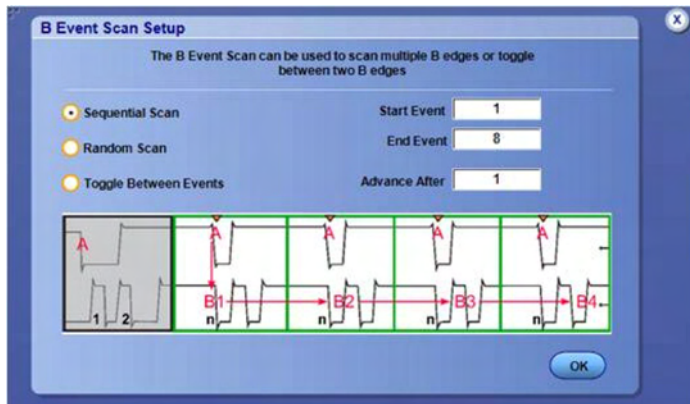 B Event Scan Setup
X
The B Event Scan can be used to scan multiple B edges or toggle
between two B edges
Sequential Scan
Start Event 1
Random Scan
End Event 8
Toggle Between Events
Advance After 1
A A A A A
B1 B2 B3 B4
1 2 n n n n
OK